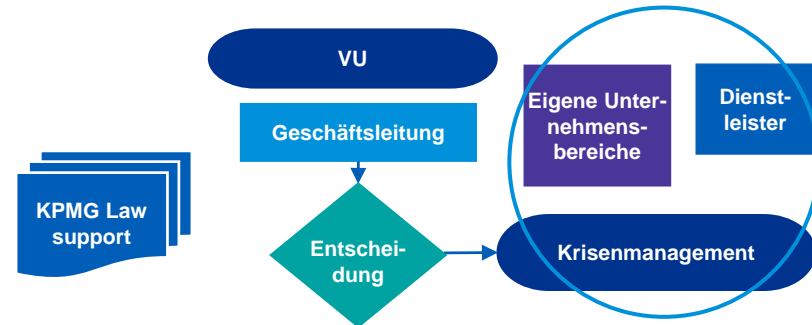 VU
Eigene Unter-
nehmens-
bereiche
Dienst-
leister
Geschäftsleitung
KPMG Law
support
Entschei-
dung
Krisenmanagement